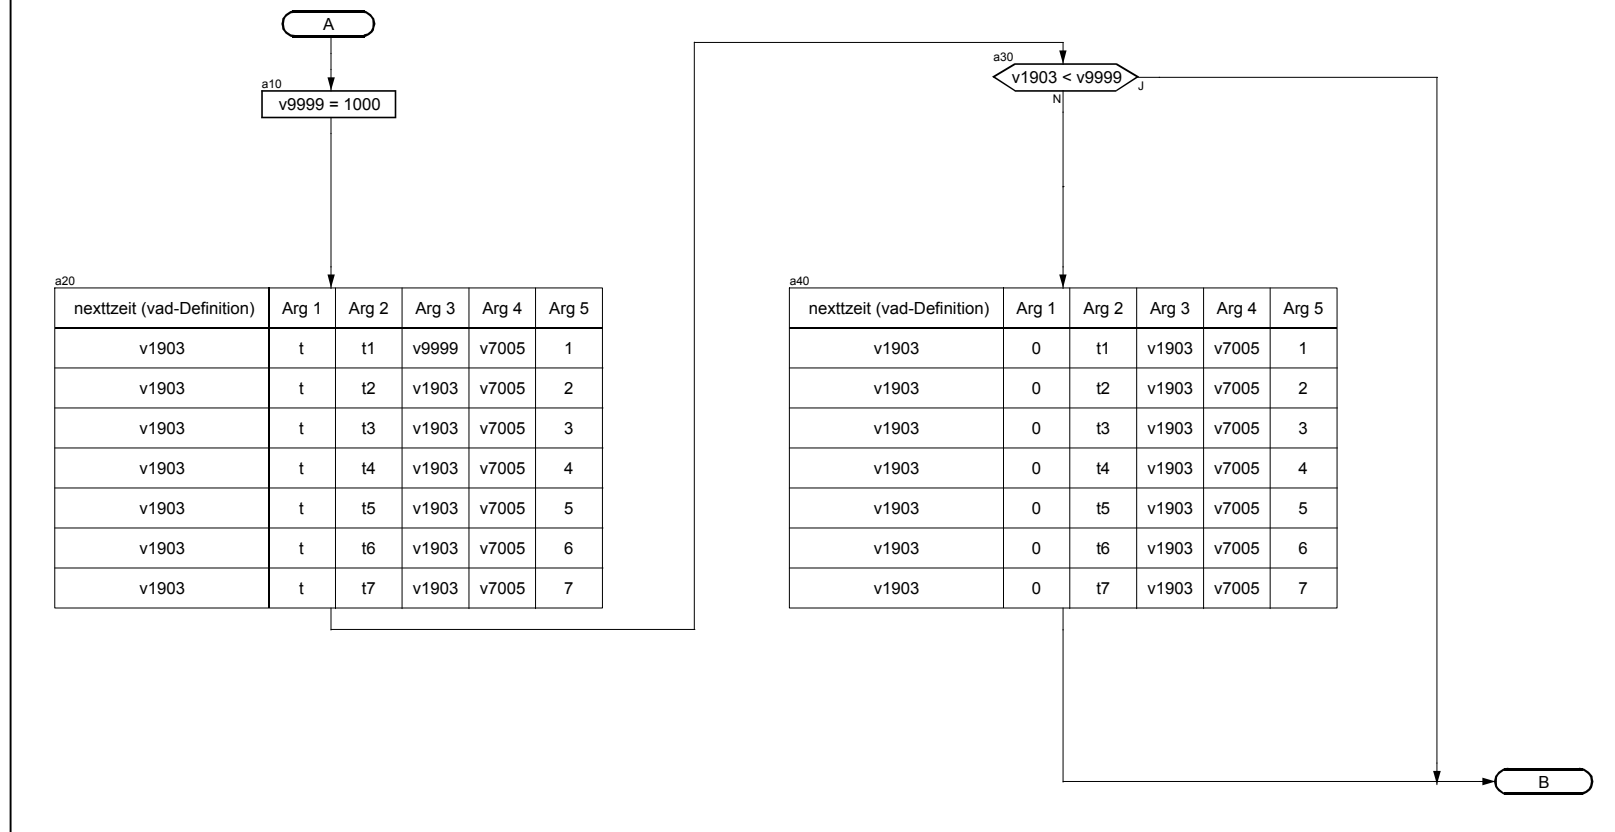 A
a10
v9999 = 1000
a20
nexttzeit (vad-Definition) Arg 1 Arg 2 Arg 3 Arg 4 Arg 5
v1903 t t1 v9999 v7005 1
v1903 t t2 v1903 v7005 2
v1903 t t3 v1903 v7005 3
v1903 t t4 v1903 v7005 4
v1903 t t5 v1903 v7005 5
v1903 t t6 v1903 v7005 6
v1903 t t7 v1903 v7005 7
a30
v1903 < v9999
J
N
a40
nexttzeit (vad-Definition) Arg 1 Arg 2 Arg 3 Arg 4 Arg 5
v1903 0 t1 v1903 v7005 1
v1903 0 t2 v1903 v7005 2
v1903 0 t3 v1903 v7005 3
v1903 0 t4 v1903 v7005 4
v1903 0 t5 v1903 v7005 5
v1903 0 t6 v1903 v7005 6
v1903 0 t7 v1903 v7005 7
B